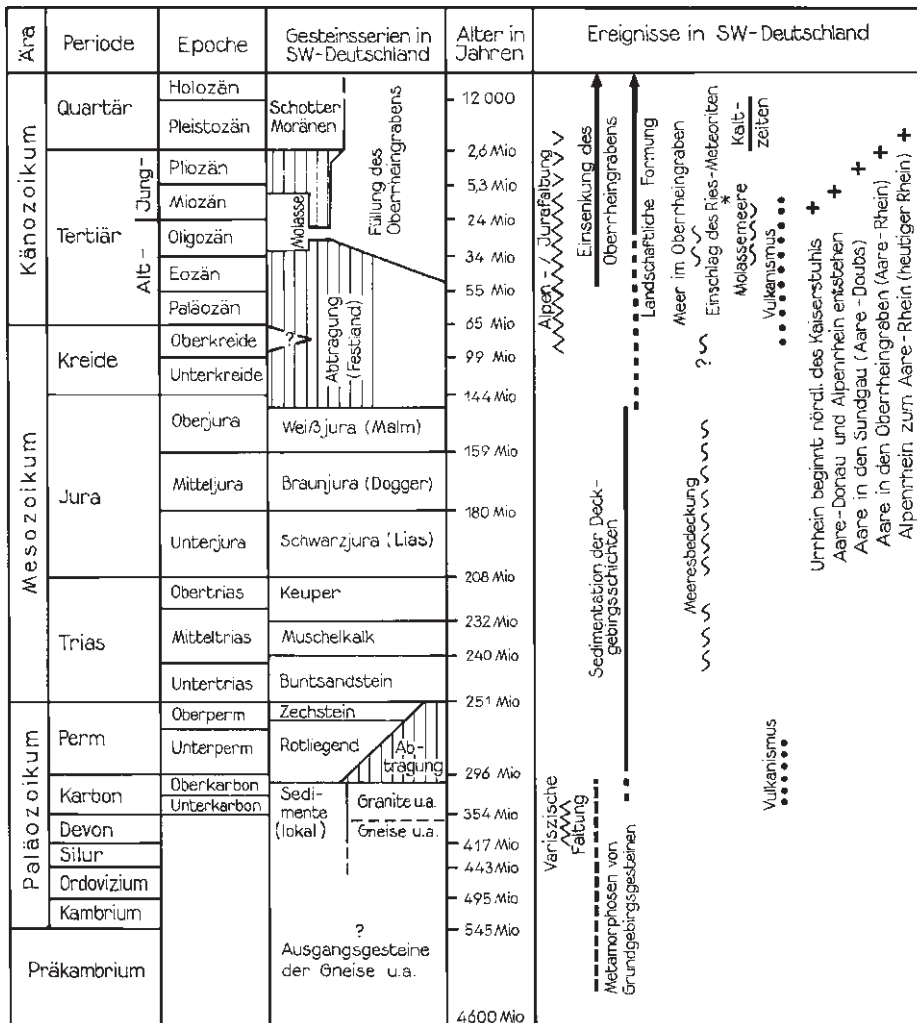 Ära
Periode
Epoche
Gesteinsserien in
SW-Deutschland
Alter in
Jahren
Ereignisse in SW-Deutschland
Känozoikum
Quartär
Holozän
Pleistozän
Schotter
Moränen
12 000
2,6 Mio
Tertiär
Jung-
Alt-
Pliozän
5,3 Mio
Miozän
24 Mio
Oligozän
34 Mio
Eozän
55 Mio
Paläozän
65 Mio
Molasse
Füllung des
Oberrheingrabens
Abtragung
(Festland)
?
Mesozoikum
Kreide
Oberkreide
99 Mio
Unterkreide
144 Mio
Jura
Oberjura
Weißjura (Malm)
159 Mio
Mitteljura
Braunjura (Dogger)
180 Mio
Unterjura
Schwarzjura (Lias)
208 Mio
Trias
Obertrias
Keuper
232 Mio
Mitteltrias
Muschelkalk
240 Mio
Untertrias
Buntsandstein
251 Mio
Paläozoikum
Perm
Oberperm
Zechstein
Unterperm
Rotliegend
Ab-
tragung
296 Mio
Karbon
Oberkarbon
Unterkarbon
Sedi-
mente
(lokal)
Granite u.a.
Gneise u.a.
354 Mio
Devon
417 Mio
Silur
443 Mio
Ordovizium
495 Mio
Kambrium
545 Mio
Präkambrium
?
Ausgangsgesteine
der Gneise u.a.
4600 Mio
Alpen-/Jurafaltung
Einsenkung des
Oberrheingrabens
Landschaftliche Formung
Meer im Oberrheingraben
Einschlag des Ries-Meteoriten
*
Molassemeere
Kalt-
zeiten
Vulkanismus
?
Urrhein beginnt nördl. des Kaiserstuhls +
Aare-Donau und Alpenrhein entstehen +
Aare in den Sundgau (Aare-Doubs) +
Aare in den Oberrheingraben (Aare-Rhein) +
Alpenrhein zum Aare-Rhein (heutiger Rhein) +
Sedimentation der Deck-
gebirgsschichten
Meeresbedeckung
Vulkanismus
Variszische
Faltung
Metamorphosen von
Grundgebirgsgesteinen